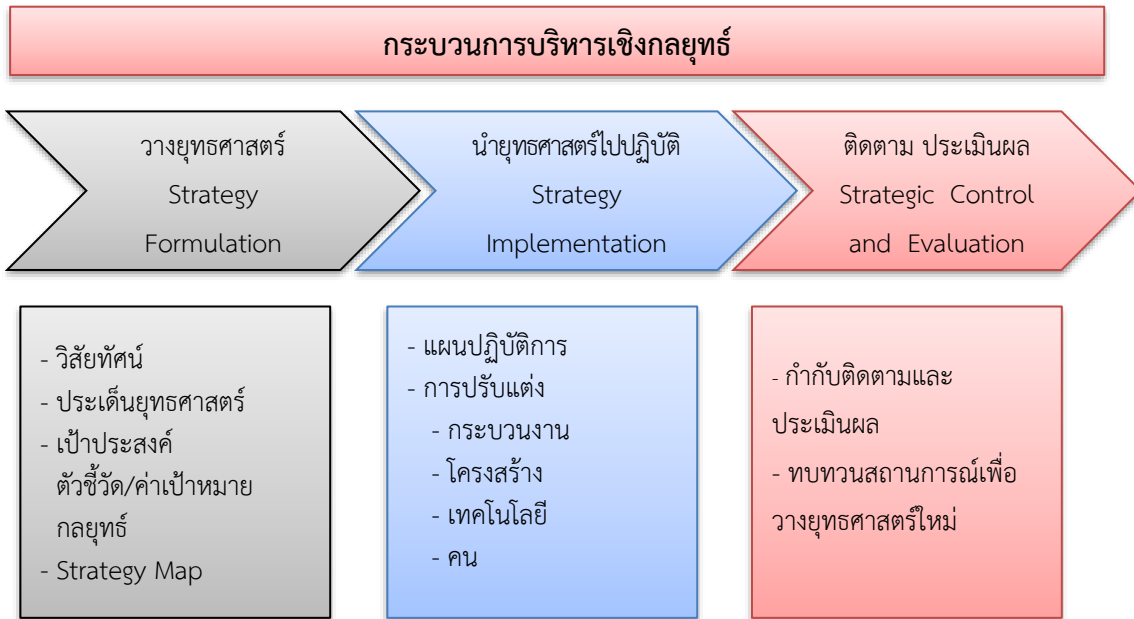 กระบวนการบริหารเชิงกลยุทธ์
วางยุทธศาสตร์
Strategy
Formulation
นำยุทธศาสตร์ไปปฏิบัติ
Strategy
Implementation
ติดตาม ประเมินผล
Strategic Control
and Evaluation
- วิสัยทัศน์
- ประเด็นยุทธศาสตร์
- เป้าประสงค์
ตัวชี้วัด/ค่าเป้าหมาย
กลยุทธ์
- Strategy Map
- แผนปฏิบัติการ
- การปรับแต่ง
- กระบวนงาน
- โครงสร้าง
- เทคโนโลยี
- คน
- กำกับติดตามและ
ประเมินผล
- ทบทวนสถานการณ์เพื่อ
วางยุทธศาสตร์ใหม่